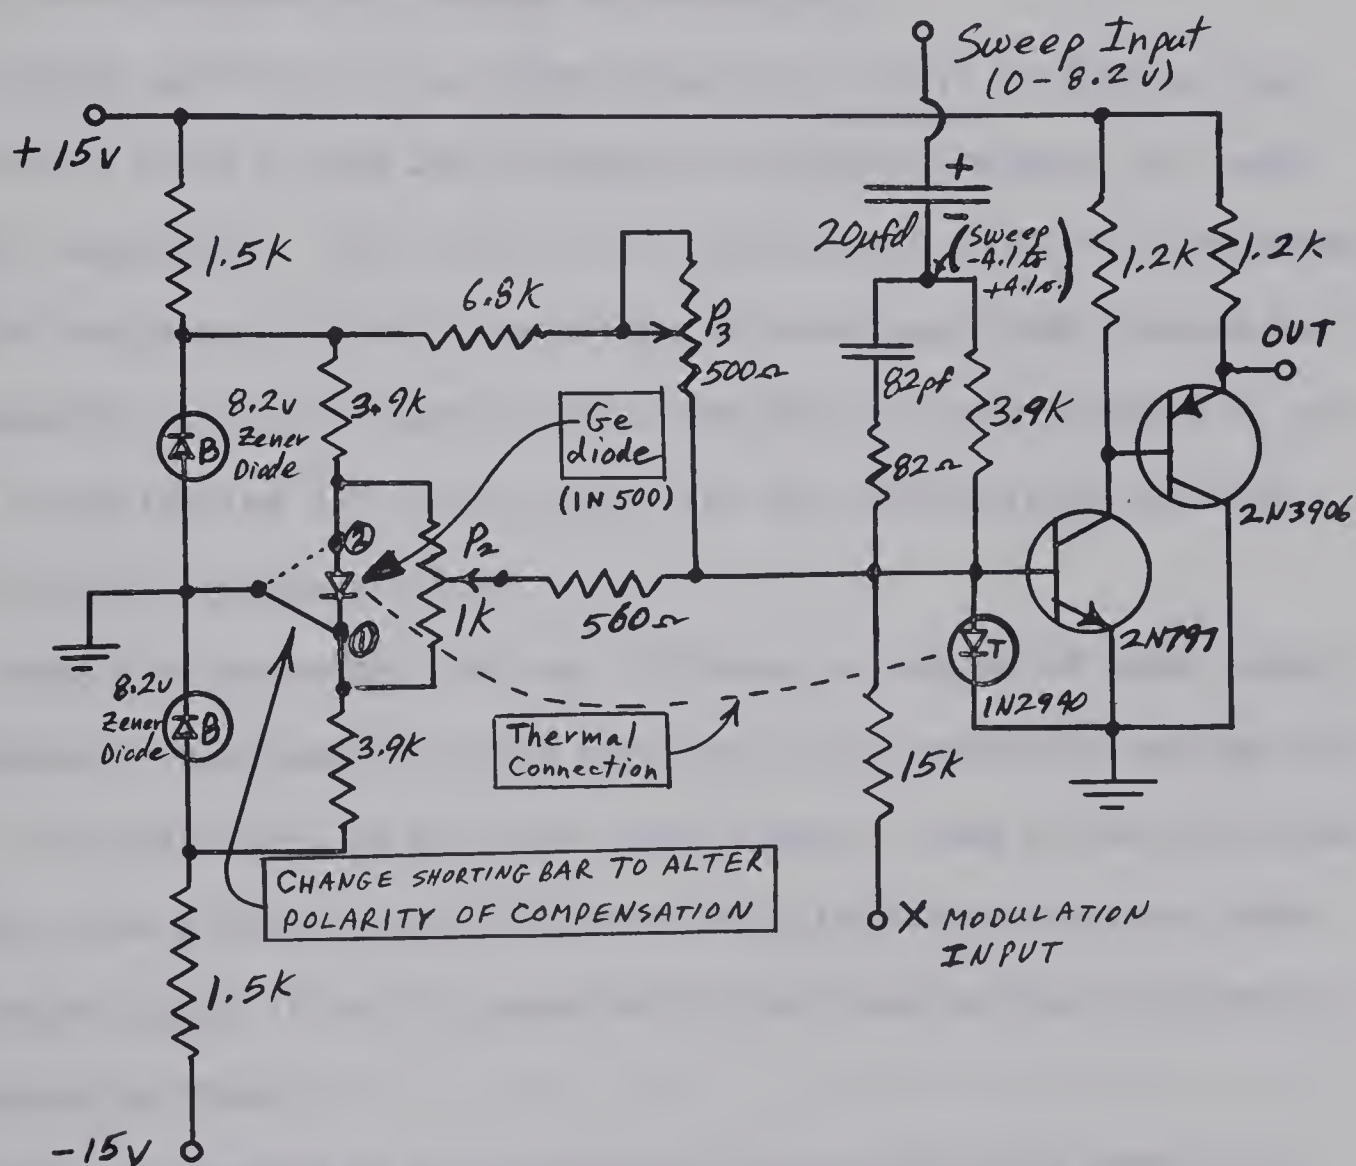 Sweep Input
(0 - 8.2 V)
+ 15v
1.5K
6.8K
P3
500Ω
20μfd
+
-
(Sweep
-4.1 to
+4.1v.)
1.2K
1.2K
OUT
8.2v
Zener
Diode
B
3.9K
Ge
diode
(IN 500)
82pf
3.9K
82Ω
2N3906
②
P2
1K
560Ω
①
2N797
T
1N2940
8.2v
Zener
Diode
B
3.9K
Thermal
Connection
15K
CHANGE SHORTING BAR TO ALTER
POLARITY OF COMPENSATION
X MODULATION
INPUT
1.5K
-15v